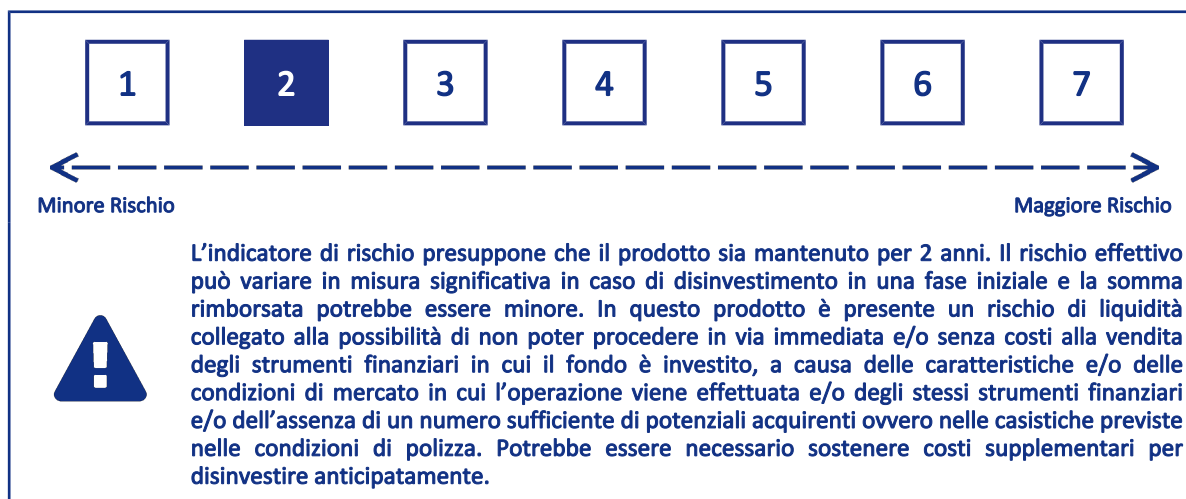 1 2 3 4 5 6 7
Minore Rischio Maggiore Rischio
L'indicatore di rischio presuppone che il prodotto sia mantenuto per 2 anni. Il rischio effettivo
può variare in misura significativa in caso di disinvestimento in una fase iniziale e la somma
rimborsata potrebbe essere minore. In questo prodotto è presente un rischio di liquidità
collegato alla possibilità di non poter procedere in via immediata e/o senza costi alla vendita
degli strumenti finanziari in cui il fondo è investito, a causa delle caratteristiche e/o delle
condizioni di mercato in cui l'operazione viene effettuata e/o degli stessi strumenti finanziari
e/o dell'assenza di un numero sufficiente di potenziali acquirenti ovvero nelle casistiche previste
nelle condizioni di polizza. Potrebbe essere necessario sostenere costi supplementari per
disinvestire anticipatamente.